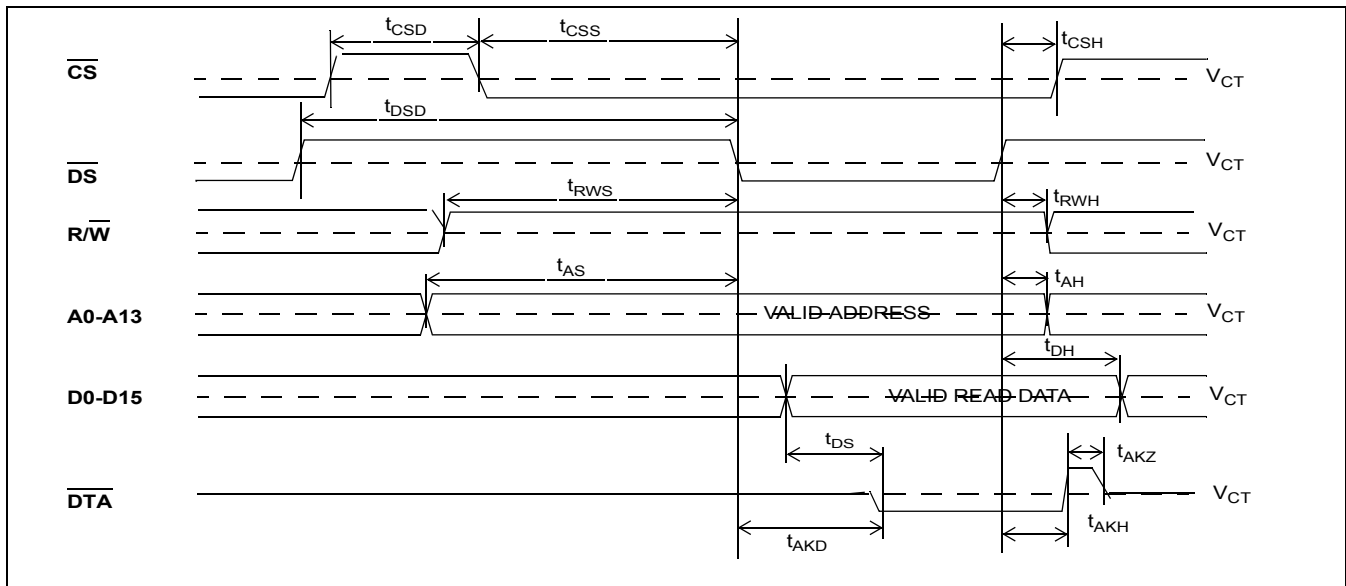 tCSD
tCSS
tCSH
CS
VCT
tDSD
DS
VCT
tRWS
tRWH
R/W
VCT
tAS
tAH
A0-A13
VALID ADDRESS
VCT
tDH
D0-D15
VALID READ DATA
VCT
tDS
tAKZ
DTA
VCT
tAKD
tAKH